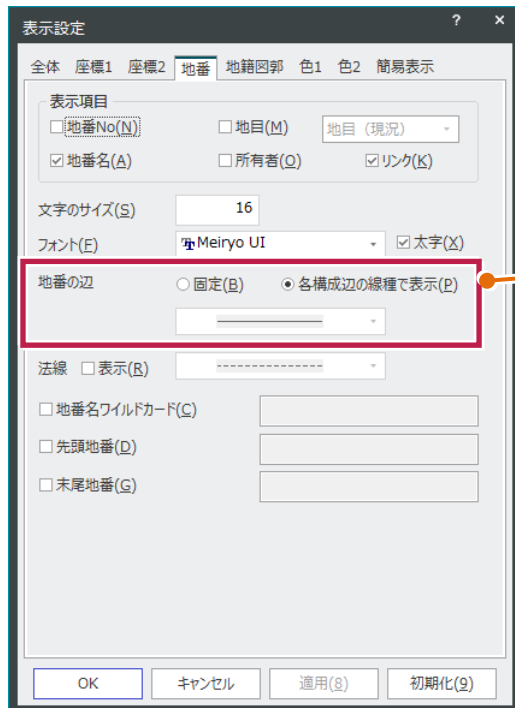 表示設定 ? ×
全体 座標1 座標2 地番 地籍図郭 色1 色2 簡易表示
表示項目
地番No(N) 地目(M) 地目（現況）
地番名(A) 所有者(O) リンク(K)
文字のサイズ(S) 16
フォント(F) Meiryo UI 太字(X)
地番の辺 固定(B) 各構成辺の線種で表示(P)
法線 表示(R)
地番名ワイルドカード(C)
先頭地番(D)
末尾地番(G)
OK キャンセル 適用(8) 初期化(9)